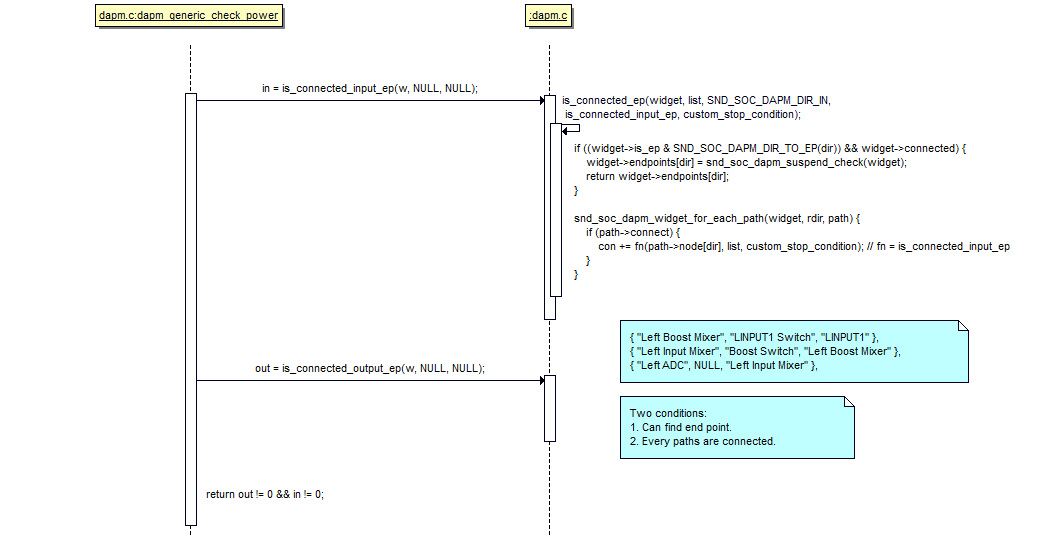 dapm.c:dapm_generic_check_power
:dapm.c
in = is_connected_input_ep(w, NULL, NULL);
is_connected_ep(widget, list, SND_SOC_DAPM_DIR_IN,
is_connected_input_ep, custom_stop_condition);
if ((widget->is_ep & SND_SOC_DAPM_DIR_TO_EP(dir)) && widget->connected) {
widget->endpoints[dir] = snd_soc_dapm_suspend_check(widget);
return widget->endpoints[dir];
}
snd_soc_dapm_widget_for_each_path(widget, rdir, path) {
if (path->connect) {
con += fn(path->node[dir], list, custom_stop_condition); // fn = is_connected_input_ep
}
}
{ "Left Boost Mixer", "LINPUT1 Switch", "LINPUT1" },
{ "Left Input Mixer", "Boost Switch", "Left Boost Mixer" },
{ "Left ADC", NULL, "Left Input Mixer" },
out = is_connected_output_ep(w, NULL, NULL);
Two conditions:
1. Can find end point.
2. Every paths are connected.
return out != 0 && in != 0;